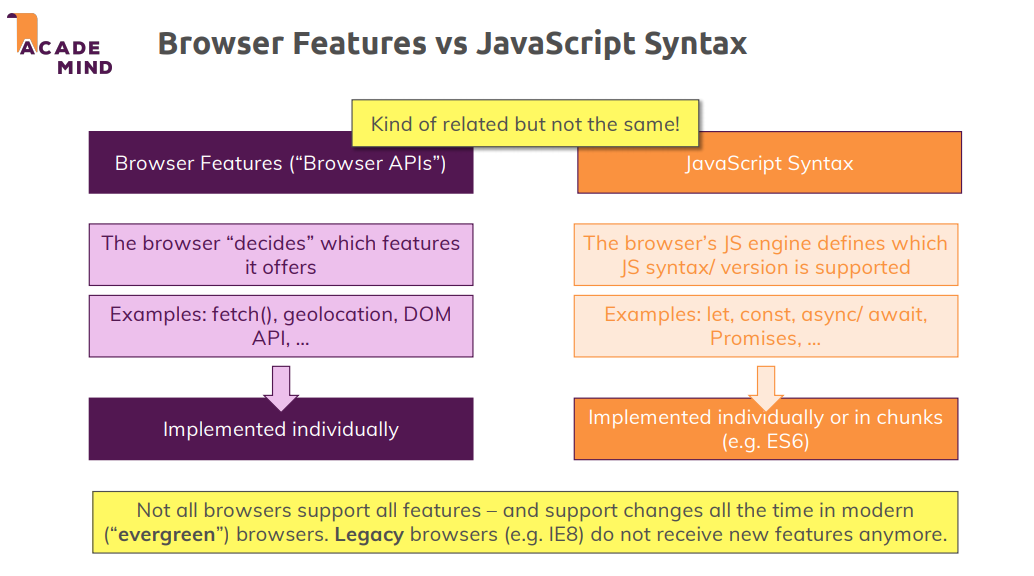 ACADE
MIND
Browser Features vs JavaScript Syntax
Kind of related but not the same!
Browser Features (“Browser APIs”)
JavaScript Syntax
The browser “decides” which features
it offers
The browser’s JS engine defines which
JS syntax/ version is supported
Examples: fetch(), geolocation, DOM
API, …
Examples: let, const, async/ await,
Promises, …
Implemented individually
Implemented individually or in chunks
(e.g. ES6)
Not all browsers support all features – and support changes all the time in modern
(“evergreen”) browsers. Legacy browsers (e.g. IE8) do not receive new features anymore.